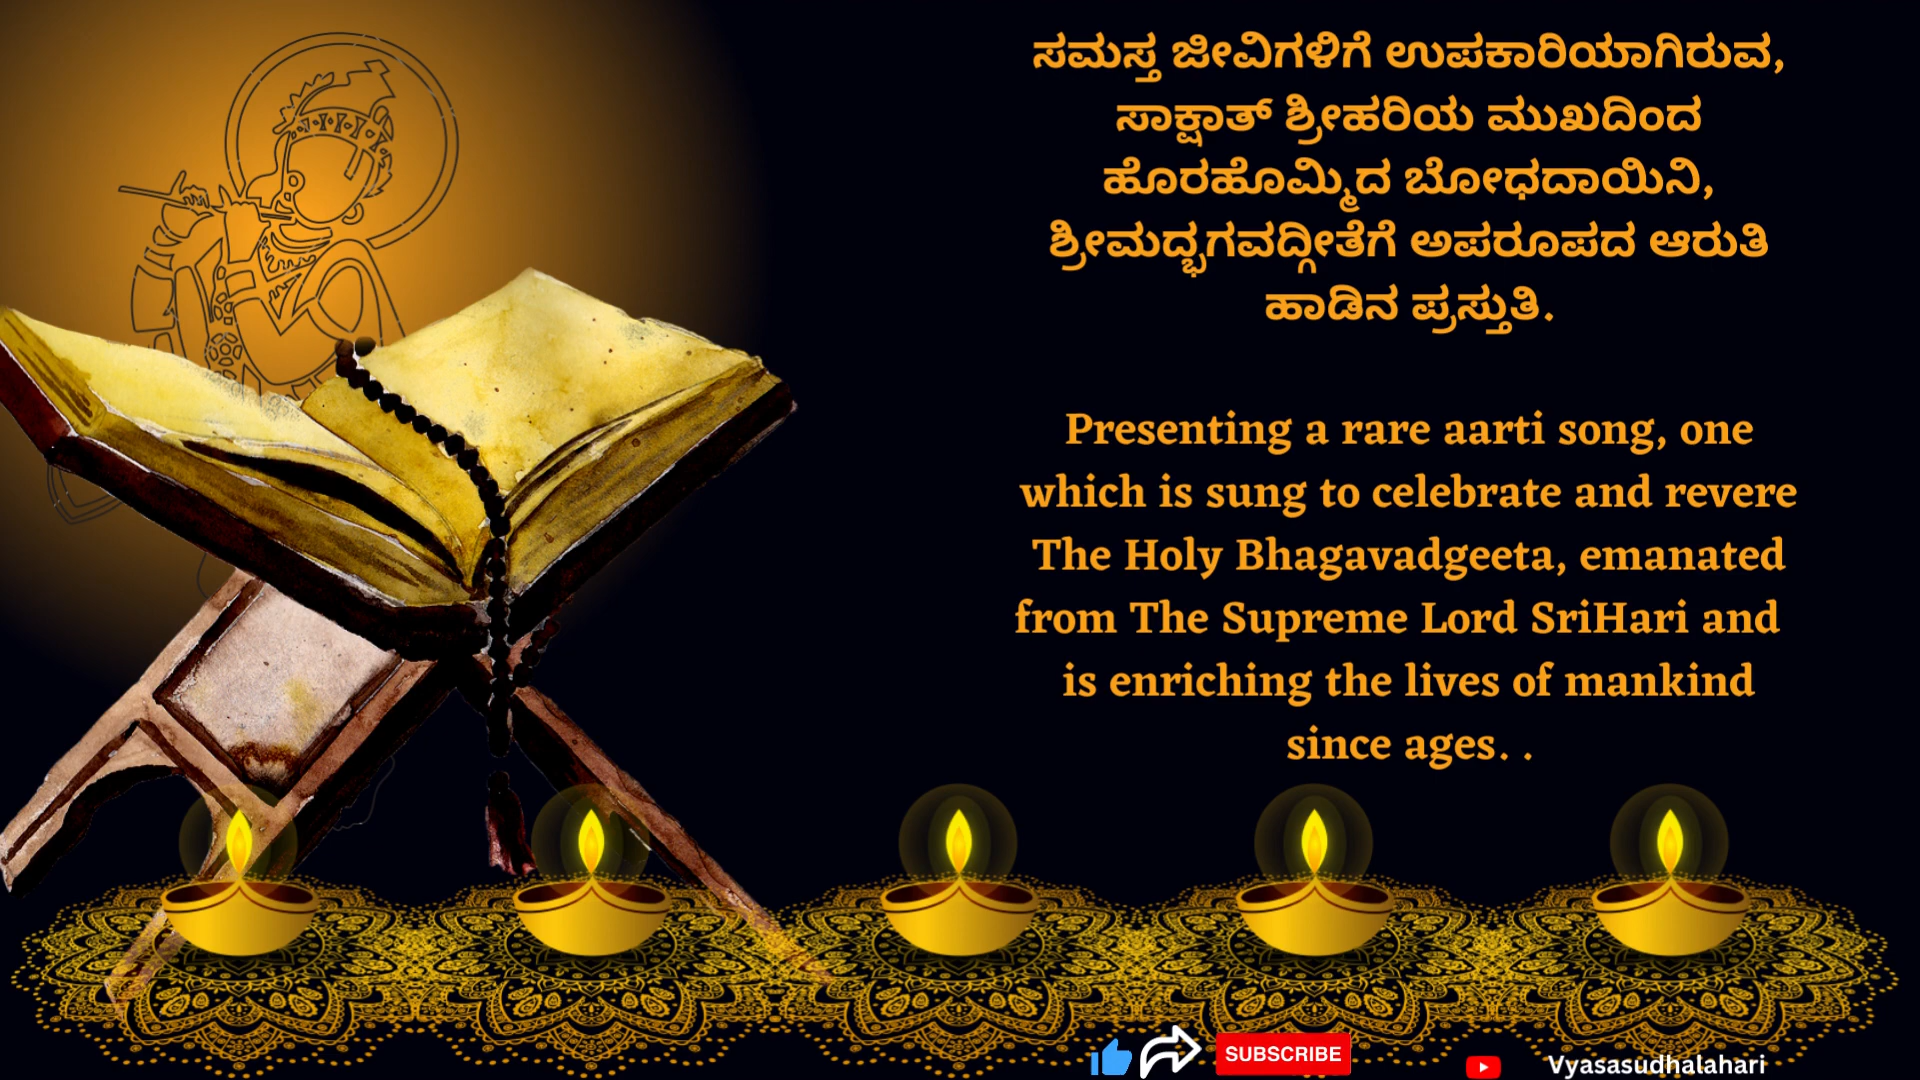 ಸಮಸ್ತ ಜೀವಿಗಳಿಗೆ ಉಪಕಾರಿಯಾಗಿರುವ,
ಸಾಕ್ಷಾತ್ ಶ್ರೀಹರಿಯ ಮುಖದಿಂದ
ಹೊರಹೊಮ್ಮಿದ ಬೋಧದಾಯಿನಿ,
ಶ್ರೀಮದ್ಭಗವದ್ಗೀತೆಗೆ ಅಪರೂಪದ ಆರುತಿ
ಹಾಡಿನ ಪ್ರಸ್ತುತಿ.
Presenting a rare aarti song, one
which is sung to celebrate and revere
The Holy Bhagavadgeeta, emanated
from The Supreme Lord SriHari and
is enriching the lives of mankind
since ages. .
SUBSCRIBE
Vyasasudhalahari